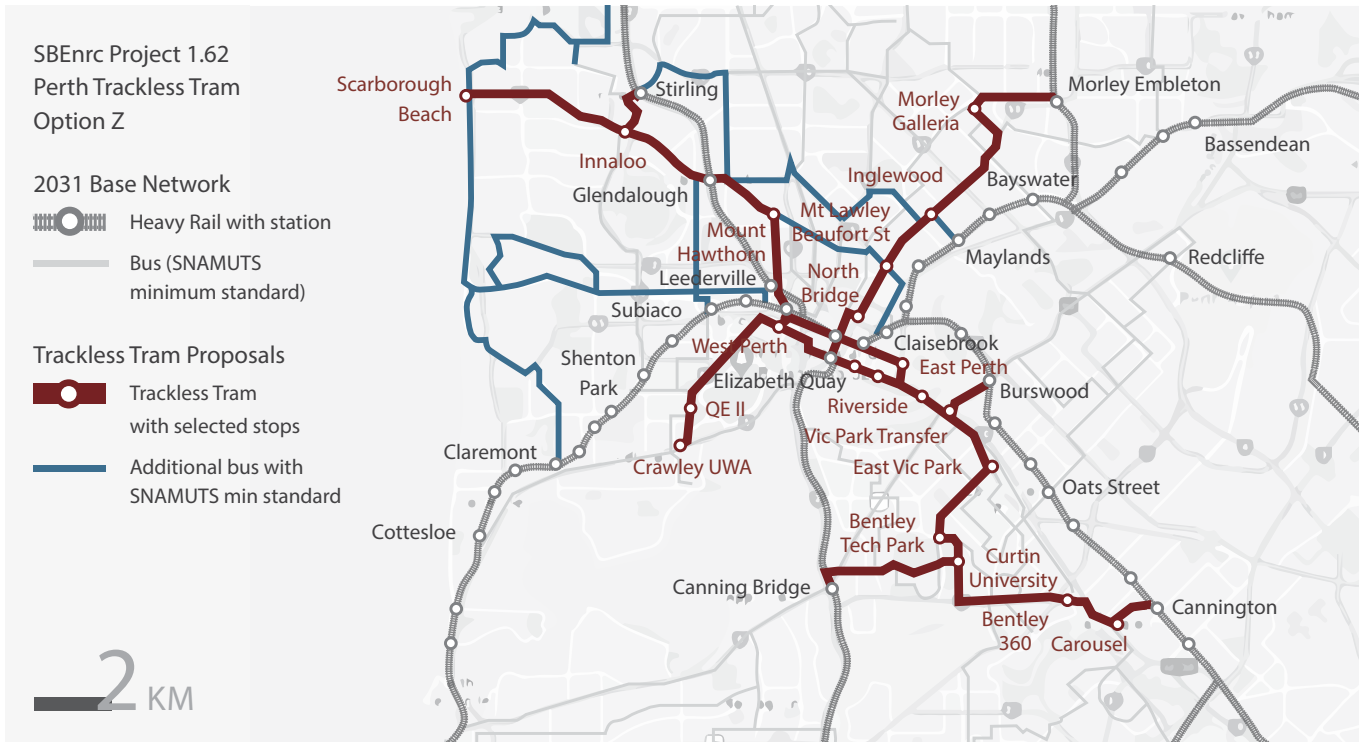 SBEnrc Project 1.62
Perth Trackless Tram
Option Z
2031 Base Network
Heavy Rail with station
Bus (SNAMUTS
minimum standard)
Trackless Tram Proposals
Trackless Tram
with selected stops
Additional bus with
SNAMUTS min standard
2 KM
Scarborough
Beach
Stirling
Innaloo
Glendalough
Mount
Hawthorn
Leederville
Subiaco
Shenton
Park
Claremont
Cottesloe
West Perth
QE II
Crawley UWA
Elizabeth Quay
Morley Embleton
Morley
Galleria
Bassendean
Inglewood
Bayswater
Mt Lawley
Beaufort St
North
Bridge
Maylands
Redcliffe
Claisebrook
East Perth
Burswood
Riverside
Vic Park Transfer
East Vic Park
Oats Street
Bentley
Tech Park
Curtin
University
Canning Bridge
Bentley
360
Carousel
Cannington